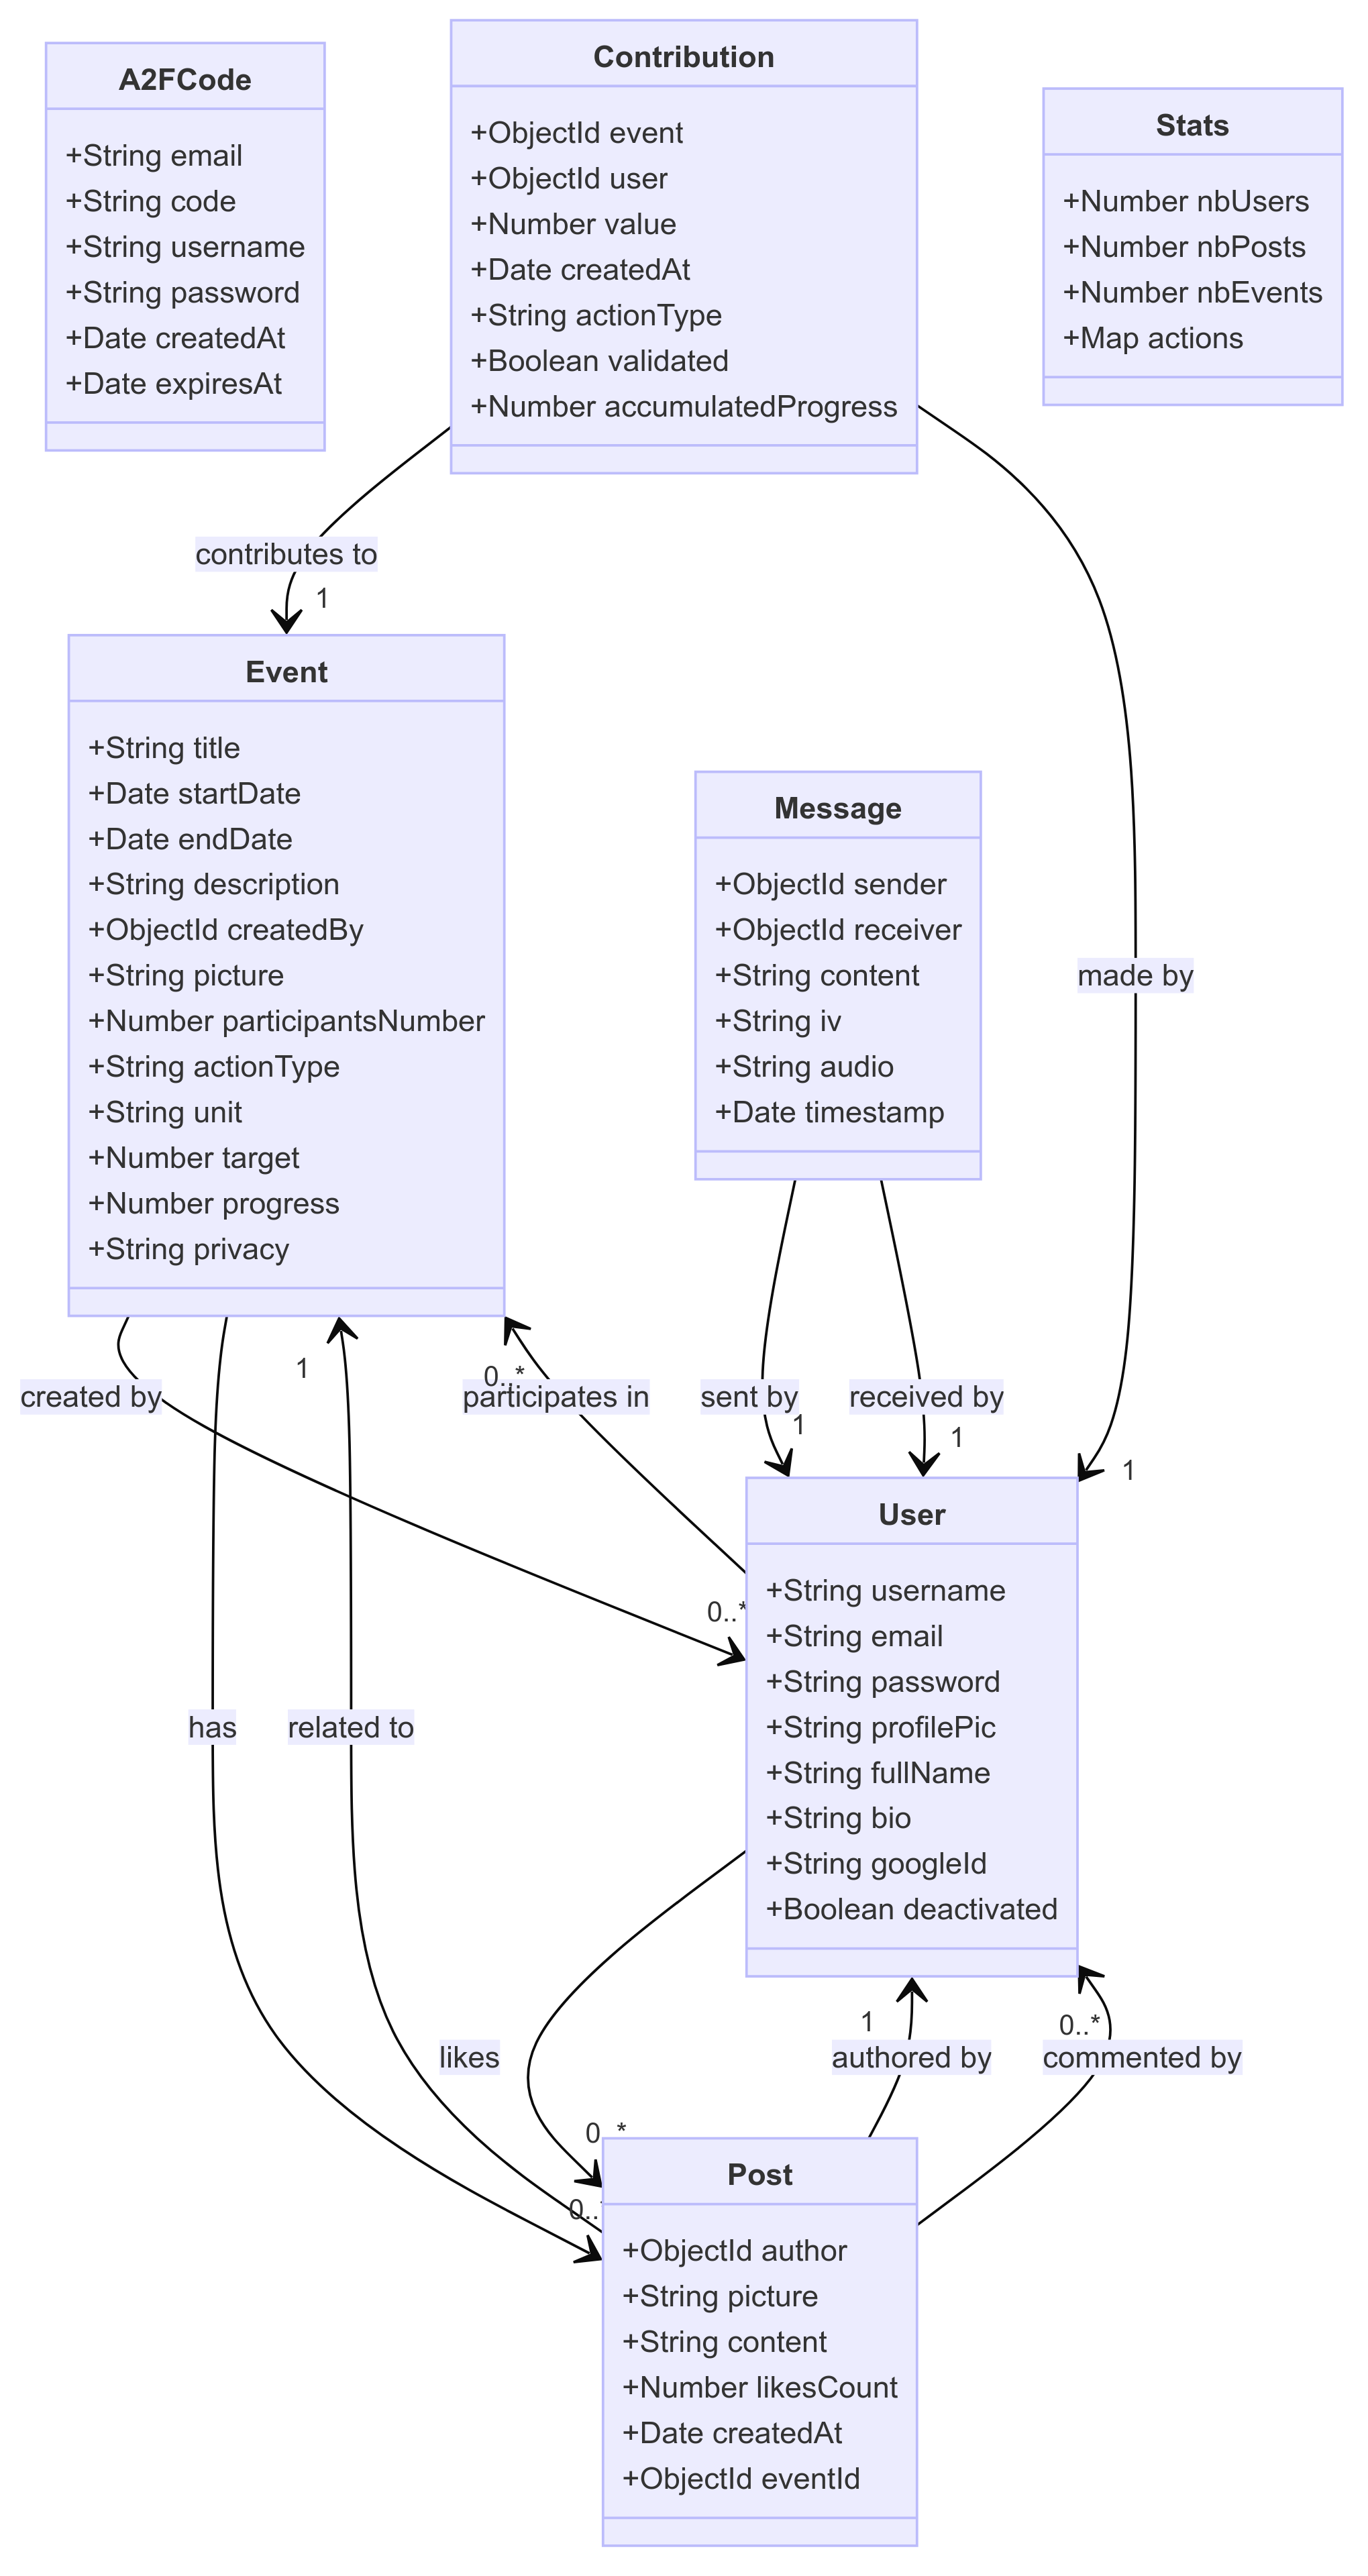 A2FCode
+String email
+String code
+String username
+String password
+Date createdAt
+Date expiresAt
Contribution
+ObjectId event
+ObjectId user
+Number value
+Date createdAt
+String actionType
+Boolean validated
+Number accumulatedProgress
Stats
+Number nbUsers
+Number nbPosts
+Number nbEvents
+Map actions
contributes to
1
Event
+String title
+Date startDate
+Date endDate
+String description
+ObjectId createdBy
+String picture
+Number participantsNumber
+String actionType
+String unit
+Number target
+Number progress
+String privacy
Message
+ObjectId sender
+ObjectId receiver
+String content
+String iv
+String audio
+Date timestamp
made by
1
0..*
created by
participates in
sent by
1
received by
1
1
User
+String username
+String email
+String password
+String profilePic
+String fullName
+String bio
+String googleId
+Boolean deactivated
0..*
has
related to
likes
1
authored by
0..*
commented by
0..*
0..
Post
+ObjectId author
+String picture
+String content
+Number likesCount
+Date createdAt
+ObjectId eventId